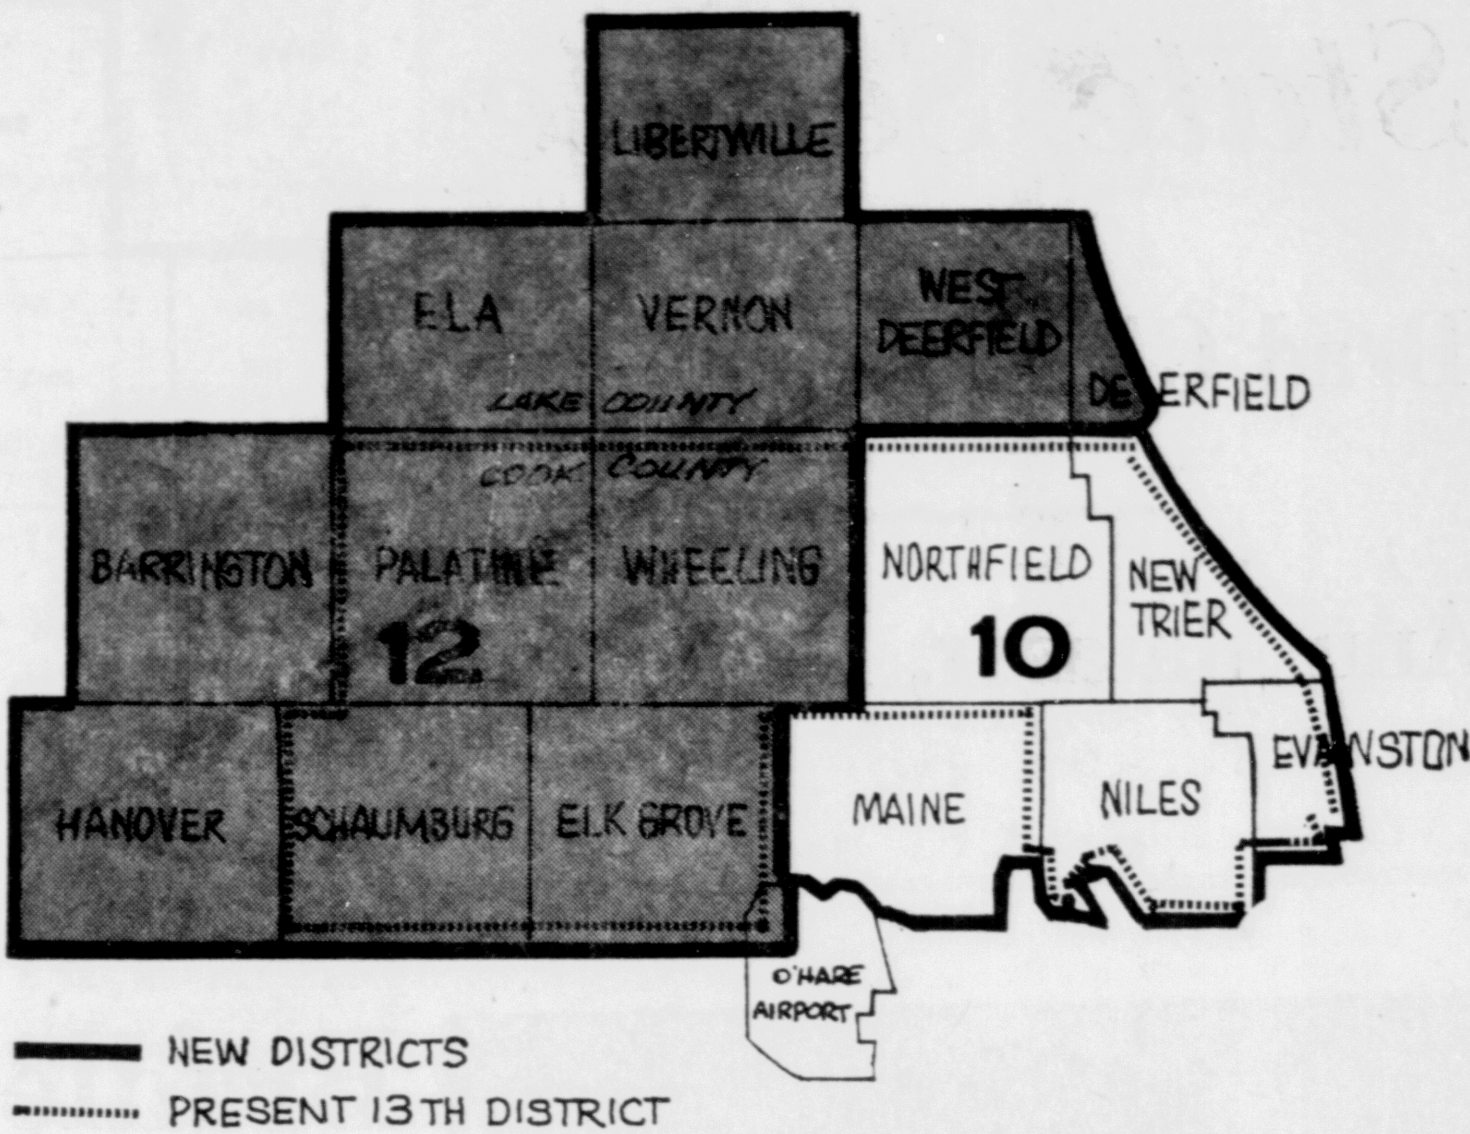 LIBERTYVILLE
ELA
VERNON
WEST
DEERFIELD
DEERFIELD
LAKE COUNTY
COOK COUNTY
BARRINGTON
PALATINE
WHEELING
NORTHFIELD
NEW
TRIER
12
10
HANOVER
SCHAUMBURG
ELK GROVE
MAINE
NILES
EVANSTON
O'HARE
AIRPORT
NEW DISTRICTS
PRESENT 13TH DISTRICT